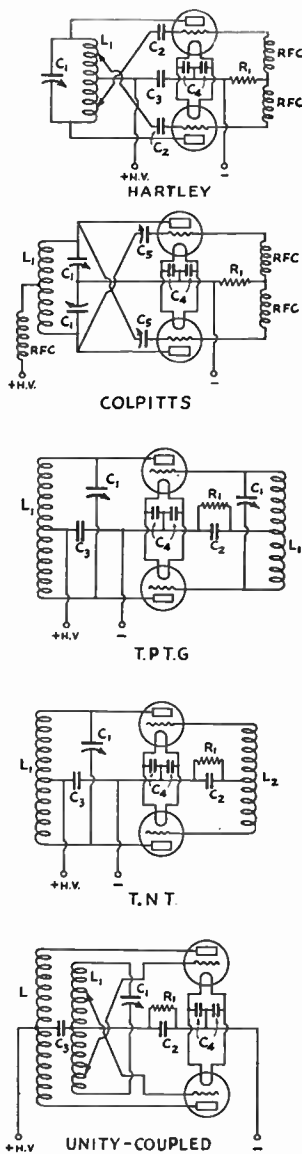 L₁ C₂ RFC
C₁ C₃ C₄ R₁
C₂ RFC
+H.V. −
HARTLEY
L₁ C₁ C₅ RFC
C₄ R₁
C₁ C₅ RFC
RFC
+H.V. −
COLPITTS
C₁ R₁ C₁
L₁ C₃ C₄ C₂ L₁
+H.V. −
T.P.T.G
C₁ R₁
L₁ C₃ C₄ C₂ L₂
+H.V. −
T.N.T.
L L₁ C₁ R₁
C₃ C₂ C₄
+H.V. −
UNITY-COUPLED